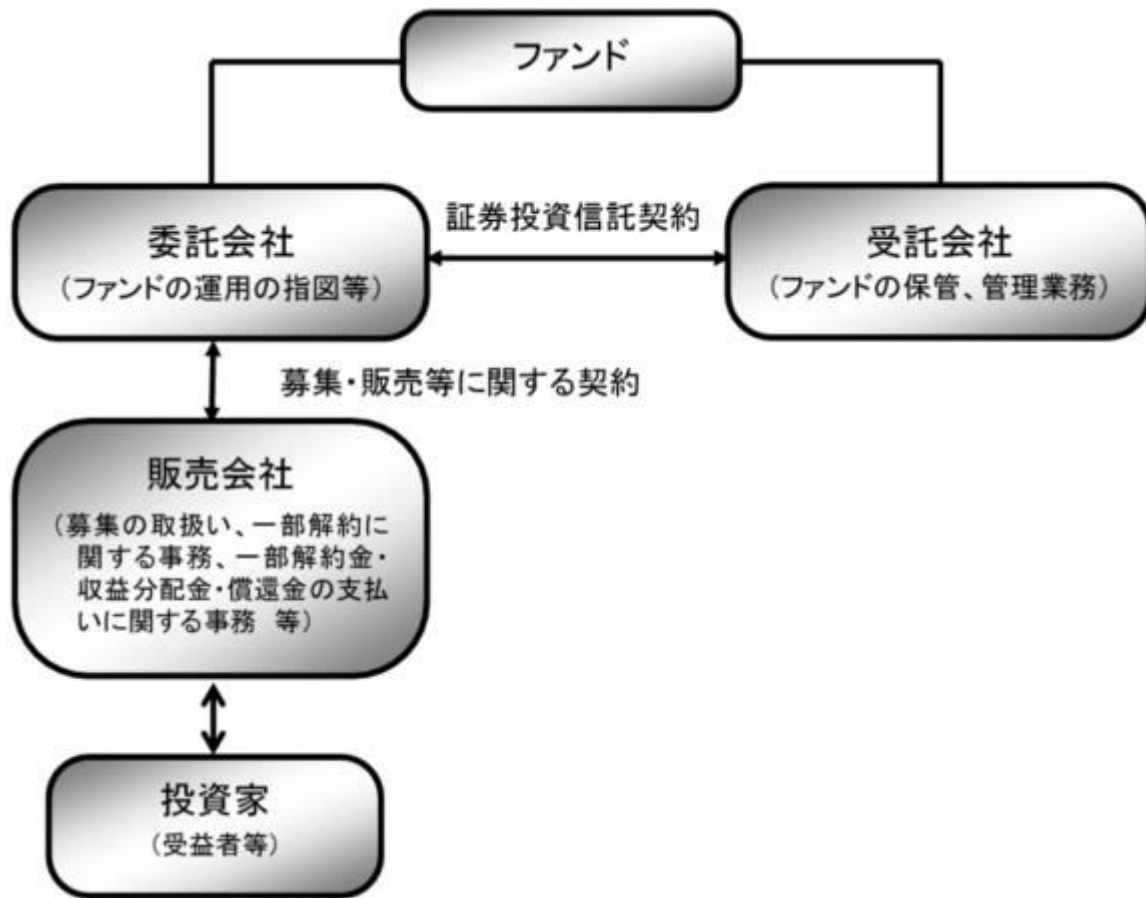 ファンド
証券投資信託契約
委託会社
（ファンドの運用の指図等）
受託会社
（ファンドの保管、管理業務）
募集・販売等に関する契約
販売会社
（募集の取扱い、一部解約に
関する事務、一部解約金・
収益分配金・償還金の支払
いに関する事務　等）
投資家
（受益者等）